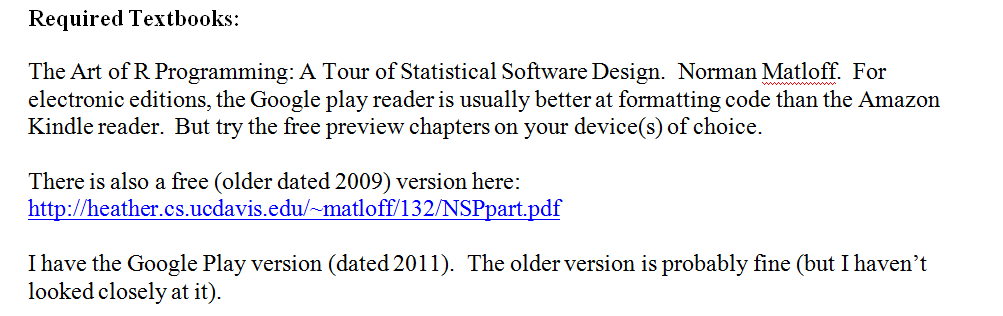 Required Textbooks:
The Art of R Programming: A Tour of Statistical Software Design.  Norman Matloff.  For
electronic editions, the Google play reader is usually better at formatting code than the Amazon
Kindle reader.  But try the free preview chapters on your device(s) of choice.
There is also a free (older dated 2009) version here:
http://heather.cs.ucdavis.edu/~matloff/132/NSPpart.pdf
I have the Google Play version (dated 2011).  The older version is probably fine (but I haven’t
looked closely at it).